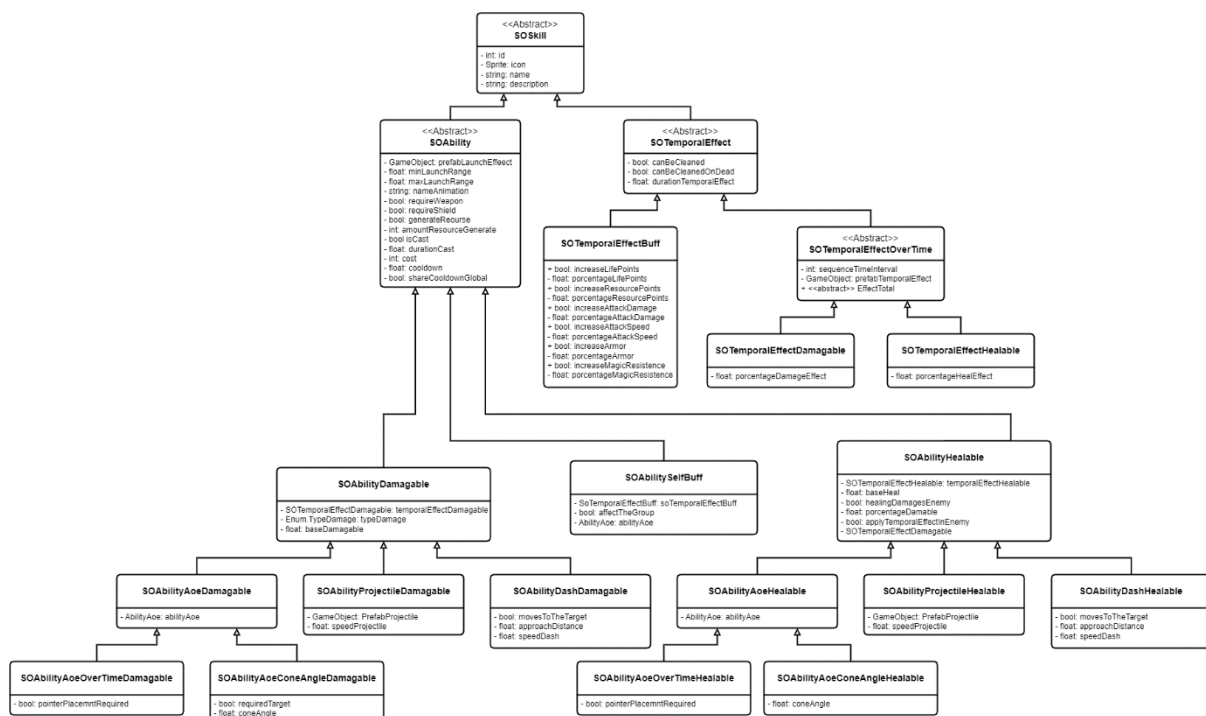 <<Abstract>>
SOSkill
- int: id
- Sprite: icon
- string: name
- string: description
<<Abstract>>
SOAbility
- GameObject: prefabLaunchEffeect
- float: minLaunchRange
- float: maxLaunchRange
- string: nameAnimation
- bool: requireWeapon
- bool: requireShield
- bool: generateRecourse
- int: amountResourceGenerate
- bool isCast
- float: durationCast
- int: cost
- float: cooldown
- bool: shareCooldownGlobal
<<Abstract>>
SOTemporalEffect
- bool: canBeCleaned
- bool: canBeCleanedOnDead
- float: durationTemporalEffect
SOTemporalEffectBuff
+ bool: increaseLifePoints
- float: porcentageLifePoints
+ bool: increaseResourcePoints
- float: porcentageResourcePoints
+ bool: increaseAttackDamage
- float: porcentageAttackDamage
+ bool: increaseAttackSpeed
- float: porcentageAttackSpeed
+ bool: increaseArmor
- float: porcentageArmor
+ bool: increaseMagicResistence
- float: porcentageMagicResistence
<<Abstract>>
SOTemporalEffectOverTime
- int: sequenceTimeInterval
- GameObject: prefabTemporalEffect
+ <<abstract>> EffectTotal
SOTemporalEffectDamagable
- float: porcentageDamageEffect
SOTemporalEffectHealable
- float: porcentageHealEffect
SOAbilityDamagable
- SOTemporalEffectDamagable: temporalEffectDamagable
- Enum.TypeDamage: typeDamage
- float: baseDamagable
SOAbilitySelfBuff
- SoTemporalEffectBuff: soTemporalEffectBuff
- bool: affectTheGroup
- AbilityAoe: abilityAoe
SOAbilityHealable
- SOTemporalEffectHealable: temporalEffectHealable
- float: baseHeal
- bool: healingDamagesEnemy
- float: porcentageDamable
- bool: applyTemporalEffectInEnemy
- SOTemporalEffectDamagable
SOAbilityAoeDamagable
- AbilityAoe: abilityAoe
SOAbilityProjectileDamagable
- GameObject: PrefabProjectile
- float: speedProjectile
SOAbilityDashDamagable
- bool: movesToTheTarget
- float: approachDistance
- float: speedDash
SOAbilityAoeHealable
- AbilityAoe: abilityAoe
SOAbilityProjectileHealable
- GameObject: PrefabProjectile
- float: speedProjectile
SOAbilityDashHealable
- bool: movesToTheTarget
- float: approachDistance
- float: speedDash
SOAbilityAoeOverTimeDamagable
- bool: pointerPlacemntRequired
SOAbilityAoeConeAngleDamagable
- bool: requiredTarget
- float: coneAngle
SOAbilityAoeOverTimeHealable
- bool: pointerPlacemntRequired
SOAbilityAoeConeAngleHealable
- float: coneAngle